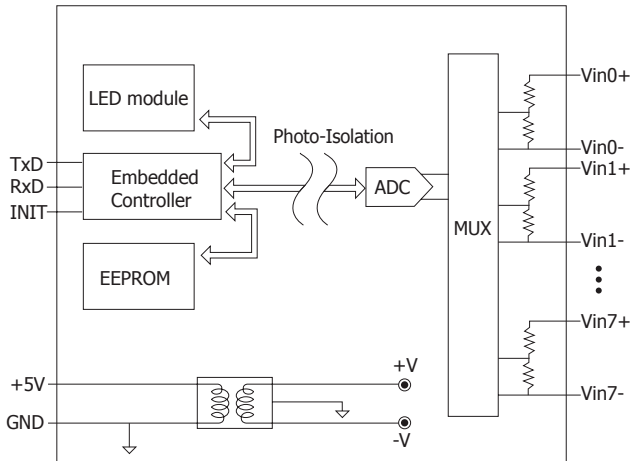 LED module
Photo-Isolation
TxD
RxD
INIT
Embedded
Controller
EEPROM
ADC
MUX
Vin0+
Vin0-
Vin1+
Vin1-
Vin7+
Vin7-
+5V
GND
+V
-V